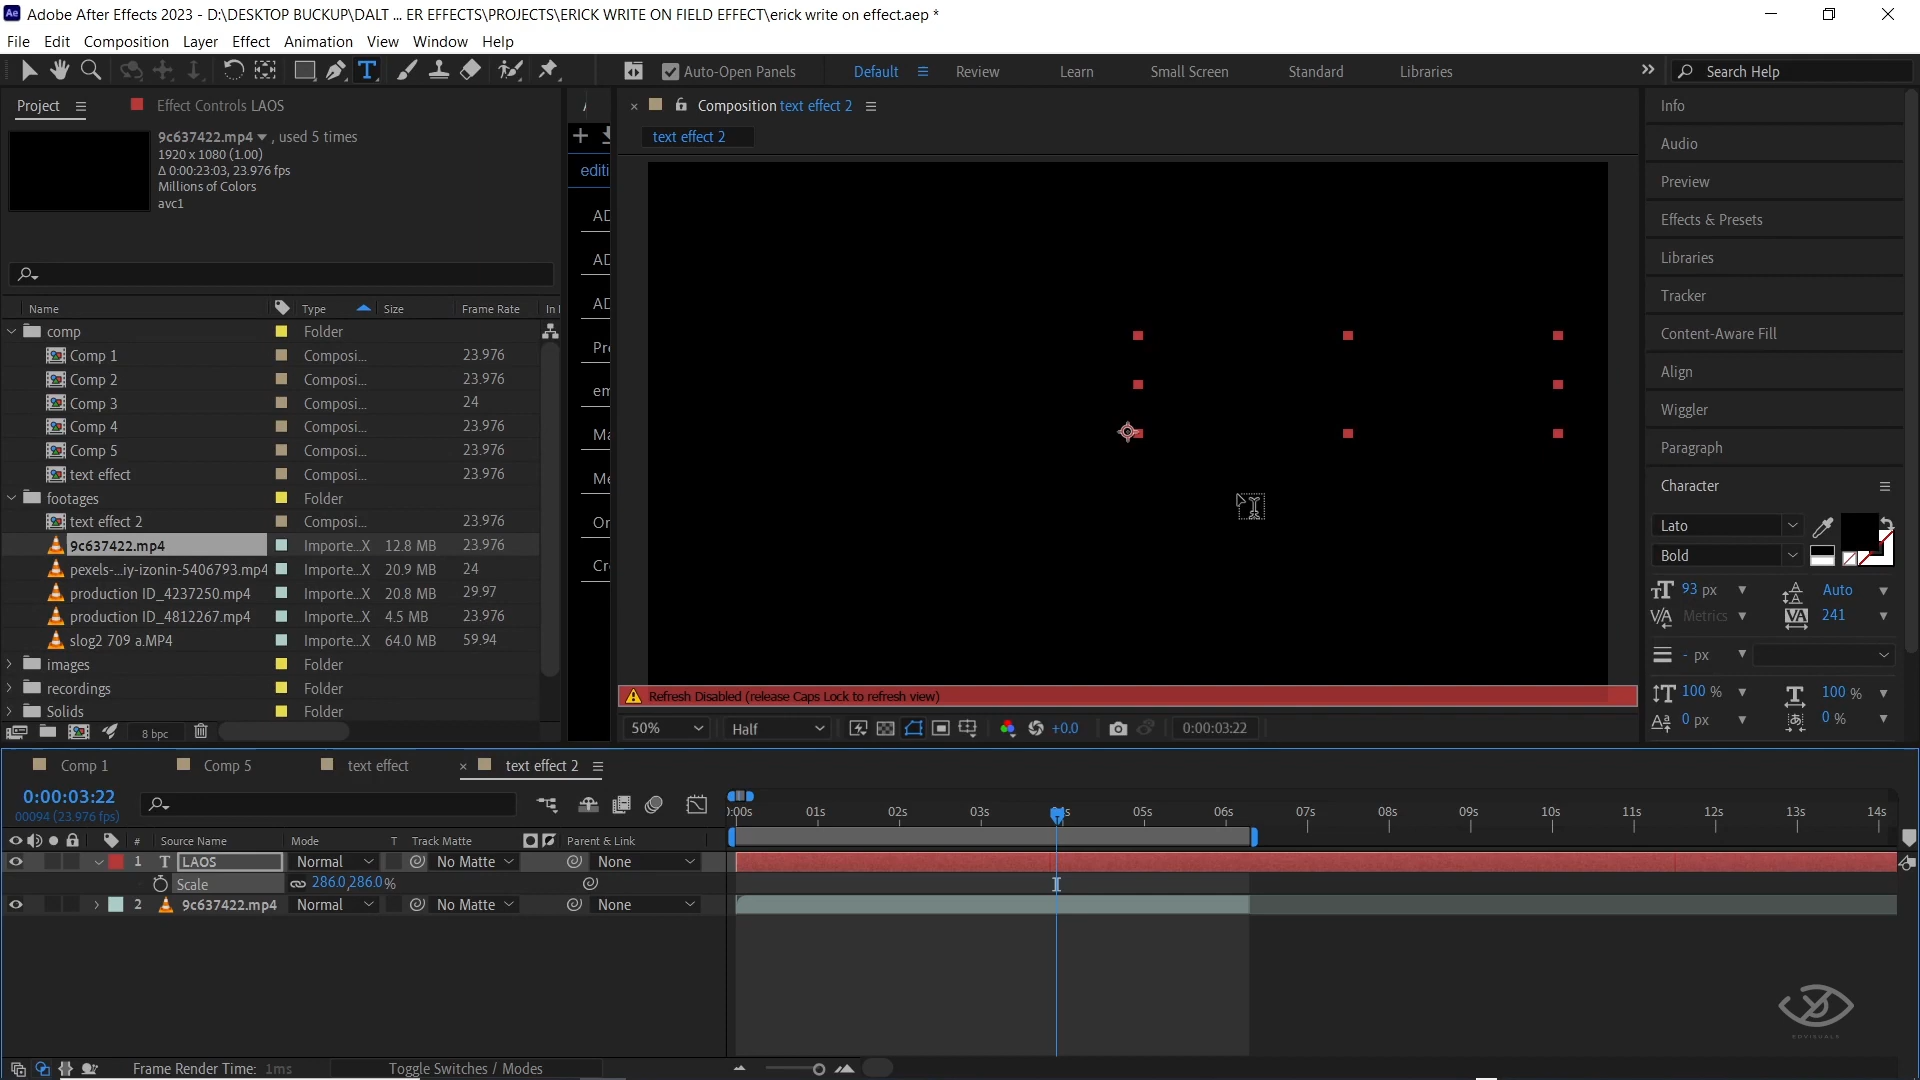 Adobe After Effects 2023 - D:\DESKTOP BUCKUP\DALT ... ER EFFECTS\PROJECTS\ERICK WRITE ON FIELD EFFECT\erick write on effect.aep *
File Edit Composition Layer Effect Animation View Window Help
Auto-Open Panels Default Review Learn Small Screen Standard Libraries Search Help
Project Effect Controls LAOS
Composition text effect 2
text effect 2
9c637422.mp4 , used 5 times
1920 x 1080 (1.00)
Δ 0:00:23:03, 23.976 fps
Millions of Colors
avc1
Name Type Size Frame Rate In
comp Folder
Comp 1 Composi... 23.976
Comp 2 Composi... 23.976
Comp 3 Composi... 24
Comp 4 Composi... 23.976
Comp 5 Composi... 23.976
text effect Composi... 23.976
footages Folder
text effect 2 Composi... 23.976
9c637422.mp4 Importe...X 12.8 MB 23.976
pexels-...iy-izonin-5406793.mp4 Importe...X 20.9 MB 24
production ID_4237250.mp4 Importe...X 20.8 MB 29.97
production ID_4812267.mp4 Importe...X 4.5 MB 23.976
slog2 709 a.MP4 Importe...X 64.0 MB 59.94
images Folder
recordings Folder
Solids Folder
8 bpc
editi
AD
AD
AD
Pre
em
Ma
Me
On
Cre
Refresh Disabled (release Caps Lock to refresh view)
50% Half +0.0 0:00:03:22
Info
Audio
Preview
Effects & Presets
Libraries
Tracker
Content-Aware Fill
Align
Wiggler
Paragraph
Character
Lato
Bold
93 px Auto
Metrics 241
- px
100 % 100 %
0 px 0 %
Comp 1 Comp 5 text effect text effect 2
0:00:03:22
00094 (23.976 fps)
):00s 01s 02s 03s 05s 06s 07s 08s 09s 10s 11s 12s 13s 14s
# Source Name Mode T Track Matte Parent & Link
1 T LAOS Normal No Matte None
Scale 286.0,286.0%
2 9c637422.mp4 Normal No Matte None
Frame Render Time: 1ms Toggle Switches / Modes
EDVISUALS